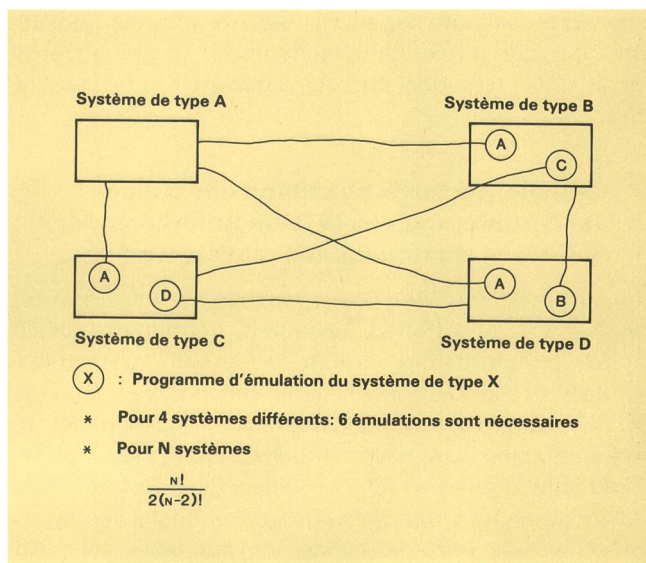 Système de type A
Système de type B
A
C
A
D
A
B
Système de type C
Système de type D
X : Programme d'émulation du système de type X
* Pour 4 systèmes différents: 6 émulations sont nécessaires
* Pour N systèmes
N!
2(N-2)!